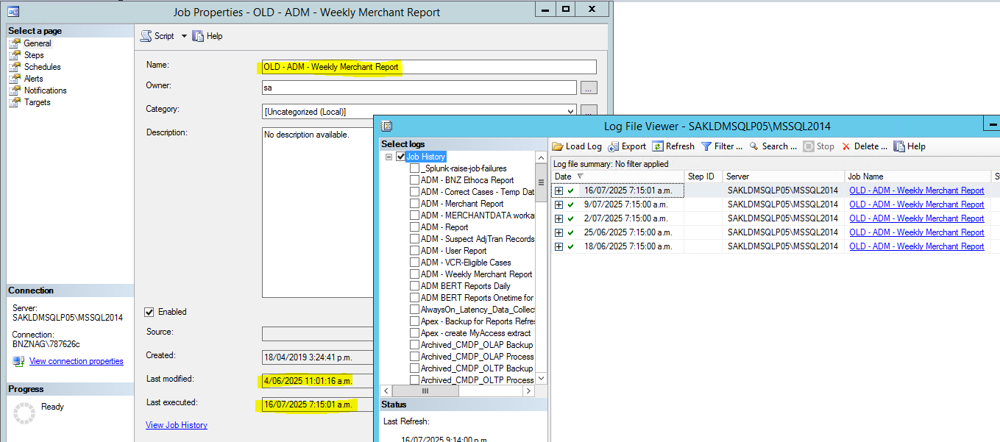 Job Properties - OLD - ADM - Weekly Merchant Report
Select a page
General
Steps
Schedules
Alerts
Notifications
Targets
Script
Help
Name:
OLD - ADM - Weekly Merchant Report
Owner:
sa
...
Category:
[Uncategorized (Local)]
...
Description:
No description available.
Enabled
Source:
Created:
18/04/2019 3:24:41 p.m.
Last modified:
4/06/2025 11:01:16 a.m.
Last executed:
16/07/2025 7:15:01 a.m.
View Job History
Connection
Server:
SAKLDMSQLP05\MSSQL2014
Connection:
BNZNAG\787626c
View connection properties
Progress
Ready
Log File Viewer - SAKLDMSQLP05\MSSQL2014
Select logs
Job History
_Splunk-raise-job-failures
ADM - BNZ Ethoca Report
ADM - Correct Cases - Temp Dat
ADM - Merchant Report
ADM - MERCHANTDATA worka
ADM - Report
ADM - Suspect AdjTran Records
ADM - User Report
ADM - VCR-Eligible Cases
ADM - Weekly Merchant Report
ADM BERT Reports Daily
ADM BERT Reports Onetime for
AlwaysOn_Latency_Data_Collec
Apex - Backup for Reports Refre
Apex - create MyAccess extract
Archived_CMDP_OLAP Backup
Archived_CMDP_OLAP Process
Archived_CMDP_OLTP Backup
Archived_CMDP_OLTP Process
Status
Last Refresh:
16/07/2025 9:14:00 p.m.
Load Log Export Refresh Filter ... Search ... Stop Delete ... Help
Log file summary: No filter applied
Date Step ID Server Job Name S
16/07/2025 7:15:01 a.m. SAKLDMSQLP05\MSSQL2014 OLD - ADM - Weekly Merchant Report
9/07/2025 7:15:00 a.m. SAKLDMSQLP05\MSSQL2014 OLD - ADM - Weekly Merchant Report
2/07/2025 7:15:00 a.m. SAKLDMSQLP05\MSSQL2014 OLD - ADM - Weekly Merchant Report
25/06/2025 7:15:00 a.m. SAKLDMSQLP05\MSSQL2014 OLD - ADM - Weekly Merchant Report
18/06/2025 7:15:00 a.m. SAKLDMSQLP05\MSSQL2014 OLD - ADM - Weekly Merchant Report